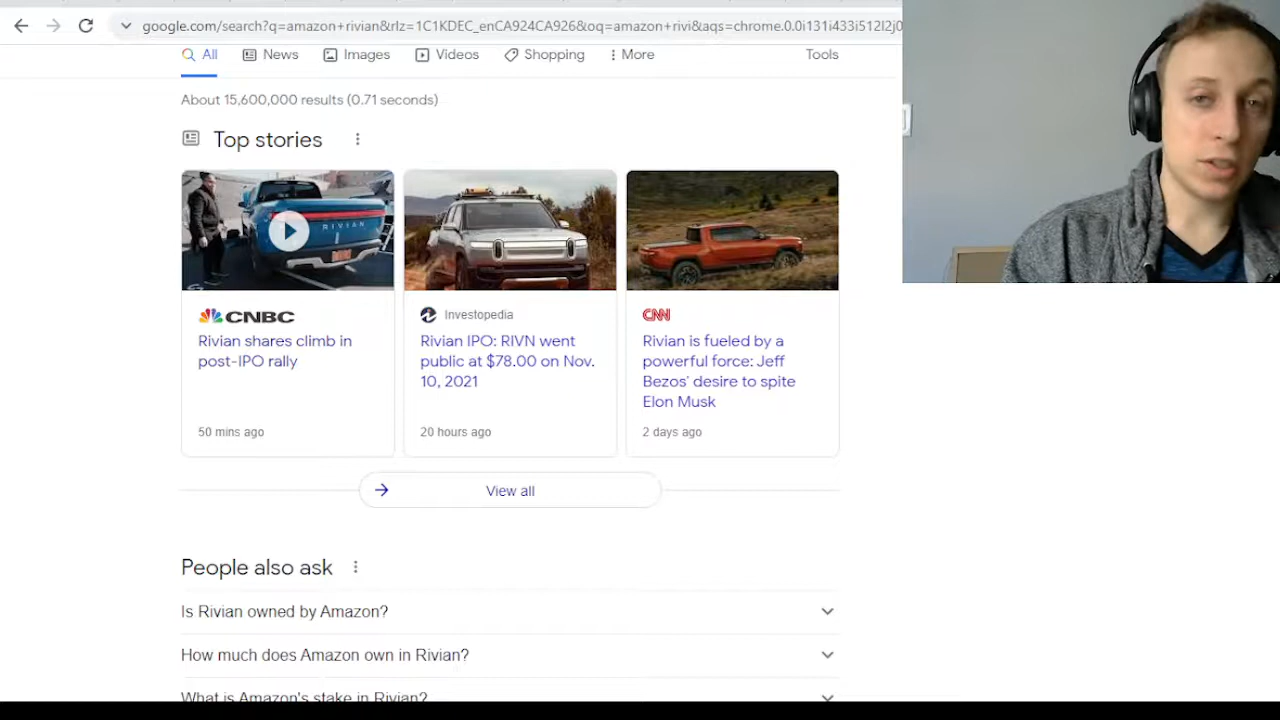 google.com/search?q=amazon+rivian&rlz=1C1KDEC_enCA924CA926&oq=amazon+rivi&aqs=chrome.0.0i131i433i512l2j0
All News Images Videos Shopping More Tools
About 15,600,000 results (0.71 seconds)
Top stories
RIVIAN
CNBC
Rivian shares climb in
post-IPO rally
50 mins ago
Investopedia
Rivian IPO: RIVN went
public at $78.00 on Nov.
10, 2021
20 hours ago
CNN
Rivian is fueled by a
powerful force: Jeff
Bezos' desire to spite
Elon Musk
2 days ago
View all
People also ask
Is Rivian owned by Amazon?
How much does Amazon own in Rivian?
What is Amazon's stake in Rivian?